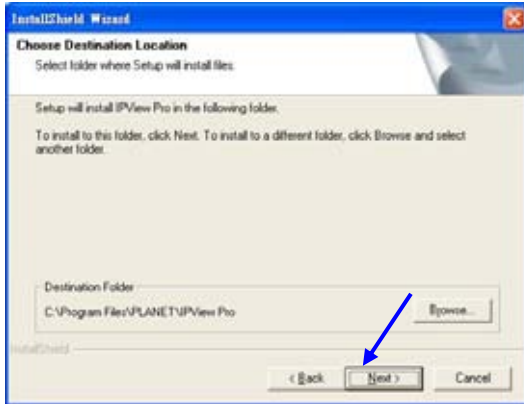 InstallShield Wizard
Choose Destination Location
Select folder where Setup will install files.
Setup will install IPView Pro in the following folder.
To install to this folder, click Next. To install to a different folder, click Browse and select
another folder.
Destination Folder
C:\Program Files\PLANET\IPView Pro
Browse...
InstallShield
< Back
Next >
Cancel